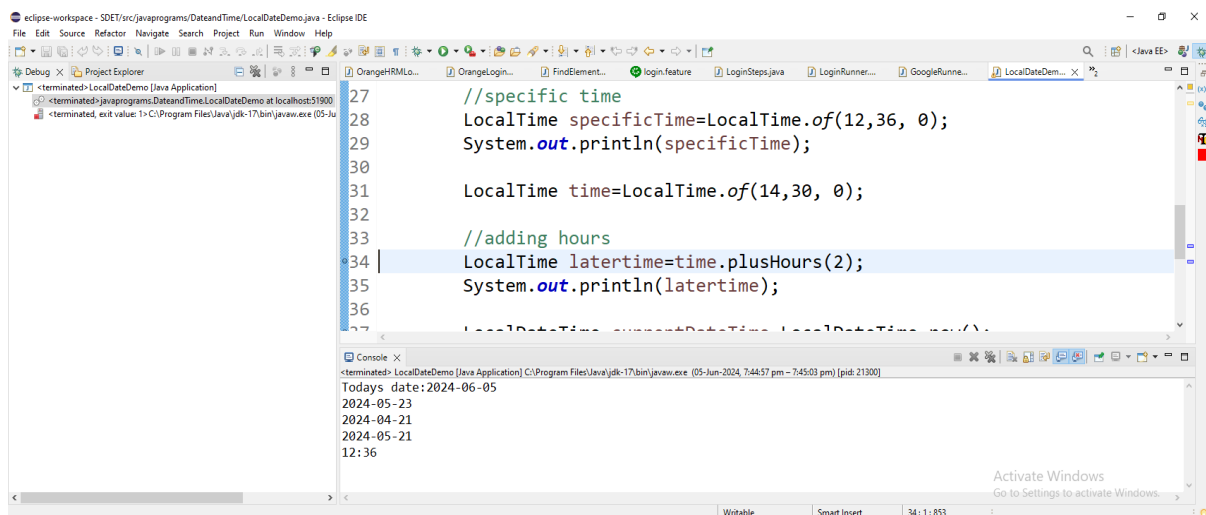 eclipse-workspace - SDET/src/javaprograms/DateandTime/LocalDateDemo.java - Eclipse IDE
File Edit Source Refactor Navigate Search Project Run Window Help
<Java EE>
Debug Project Explorer
<terminated>LocalDateDemo [Java Application]
<terminated>javaprograms.DateandTime.LocalDateDemo at localhost:51900
<terminated, exit value: 1>C:\Program Files\Java\jdk-17\bin\javaw.exe (05-Ju
OrangeHRMLo... OrangeLogin... FindElement... login.feature LoginSteps.java LoginRunner.... GoogleRunne... LocalDateDem... »2
27 //specific time
28 LocalTime specificTime=LocalTime.of(12,36, 0);
29 System.out.println(specificTime);
30
31 LocalTime time=LocalTime.of(14,30, 0);
32
33 //adding hours
34 LocalTime latertime=time.plusHours(2);
35 System.out.println(latertime);
36
37 LocalDateTime currentDateTime=LocalDateTime.now();
Console
<terminated> LocalDateDemo [Java Application] C:\Program Files\Java\jdk-17\bin\javaw.exe (05-Jun-2024, 7:44:57 pm – 7:45:03 pm) [pid: 21300]
Todays date:2024-06-05
2024-05-23
2024-04-21
2024-05-21
12:36
Activate Windows
Go to Settings to activate Windows.
Writable Smart Insert 34 : 1 : 853